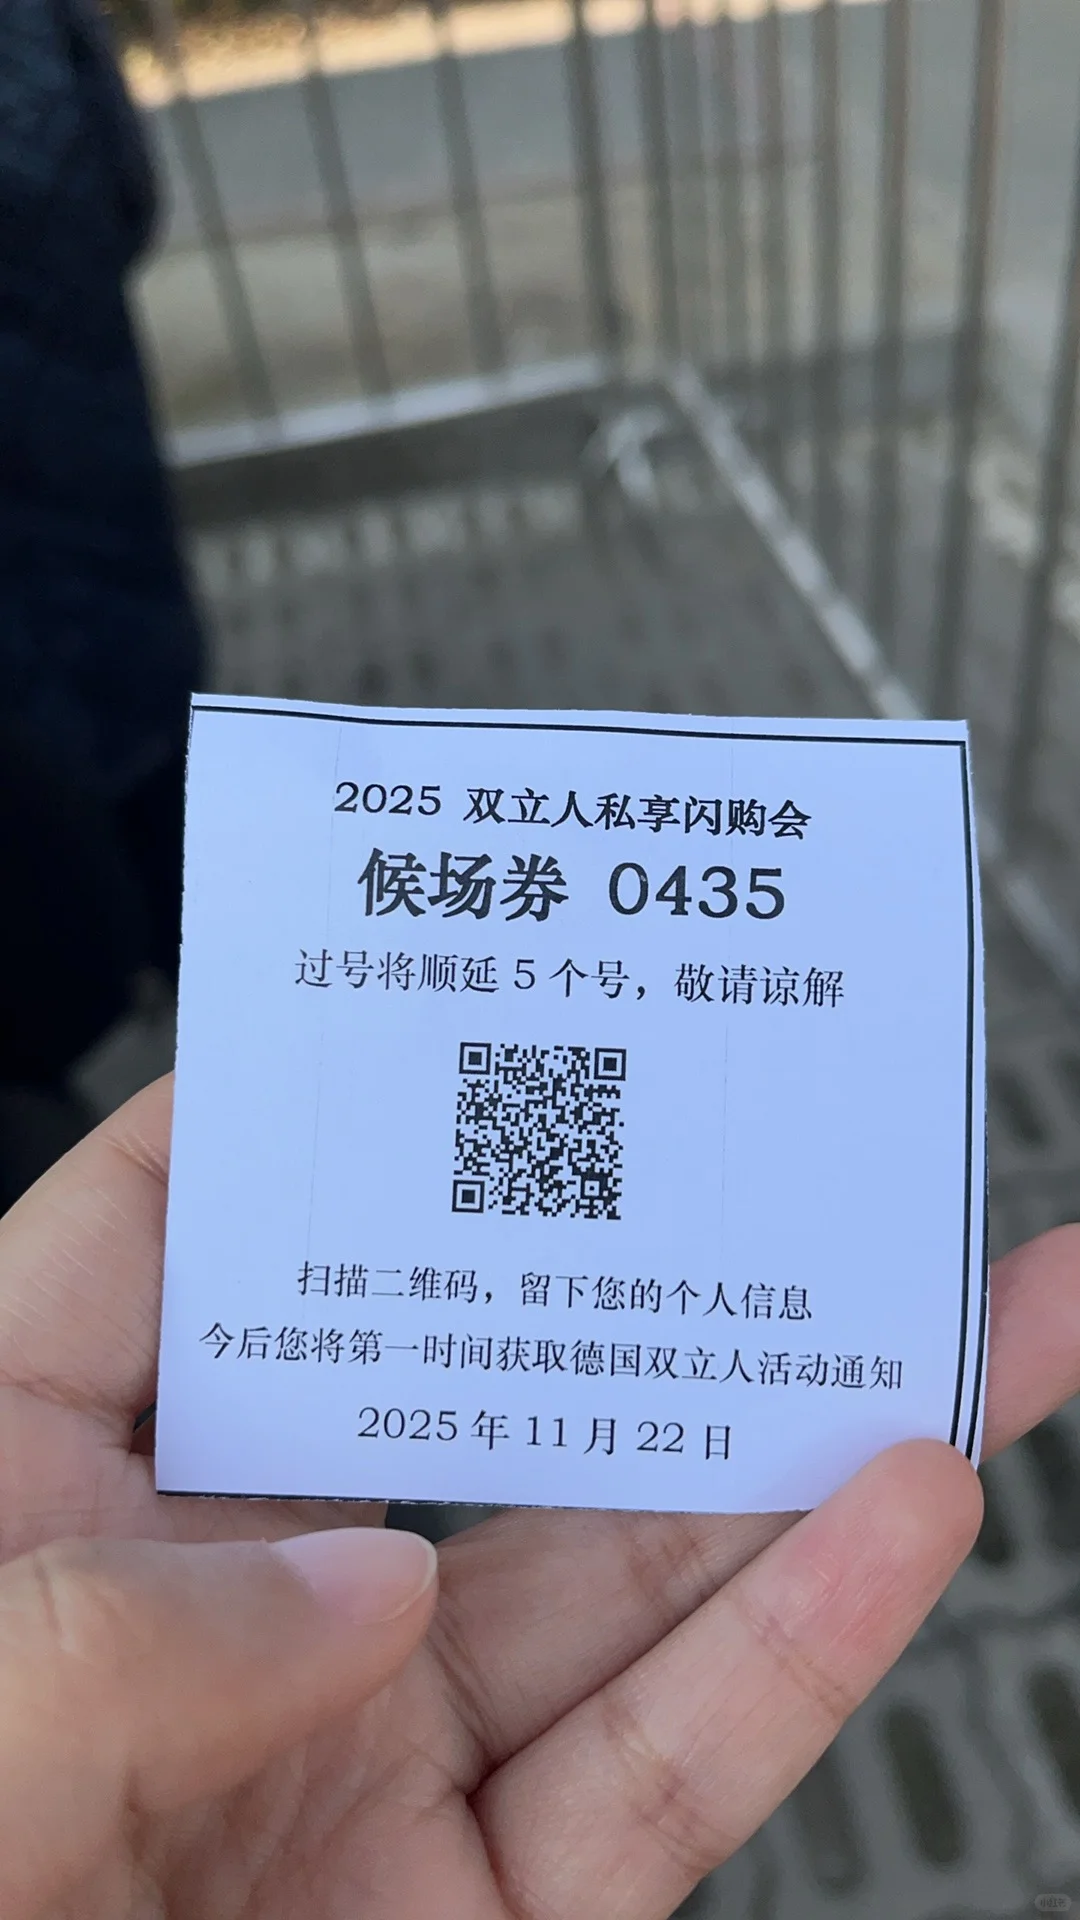 2025 双立人私享闪购会
候场券 0435
过号将顺延 5 个号，敬请谅解
扫描二维码，留下您的个人信息
今后您将第一时间获取德国双立人活动通知
2025 年 11 月 22 日
小红书